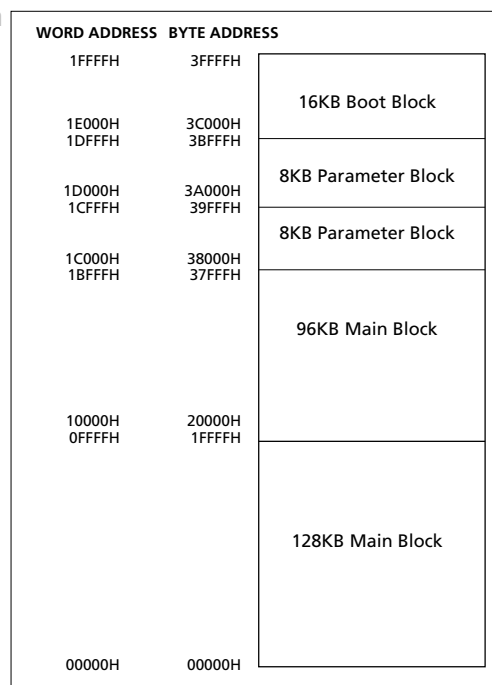 WORD ADDRESS BYTE ADDRESS
1FFFFH 3FFFFH
16KB Boot Block
1E000H 3C000H
1DFFFH 3BFFFH
8KB Parameter Block
1D000H 3A000H
1CFFFH 39FFFH
8KB Parameter Block
1C000H 38000H
1BFFFH 37FFFH
96KB Main Block
10000H 20000H
0FFFFH 1FFFFH
128KB Main Block
00000H 00000H